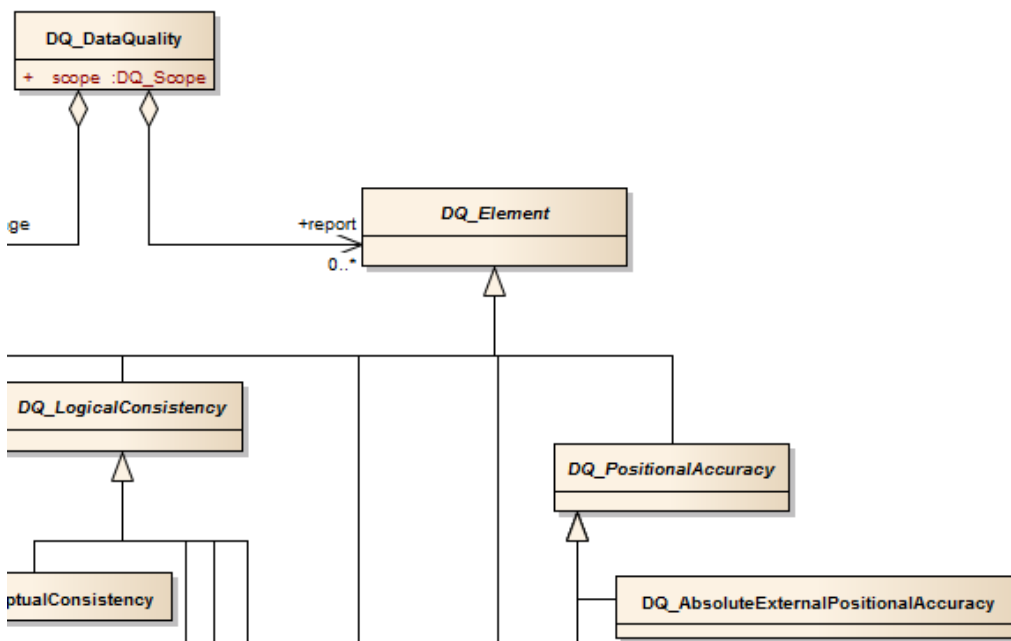 DQ_DataQuality
+ scope :DQ_Scope
DQ_Element
+report
0..*
DQ_LogicalConsistency
DQ_PositionalAccuracy
DQ_AbsoluteExternalPositionalAccuracy